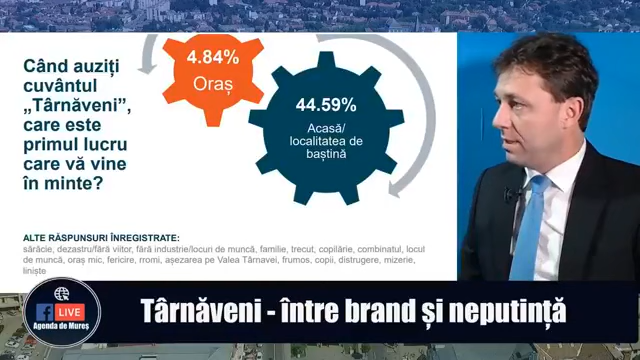 Când auziți
cuvântul
„Târnăveni”,
care este
primul lucru
care vă vine
în minte?
4.84%
Oraș
44.59%
Acasă/
localitatea de
baștină
ALTE RĂSPUNSURI ÎNREGISTRATE:
sărăcie, dezastru/fără viitor, fără industrie/locuri de muncă, familie, trecut, copilărie, combinatul, locul
de muncă, oraș mic, fericire, rromi, așezarea pe Valea Târnavei, frumos, copii, distrugere, mizerie,
liniște
f LIVE
Agenda de Mureș
Târnăveni - între brand și neputință